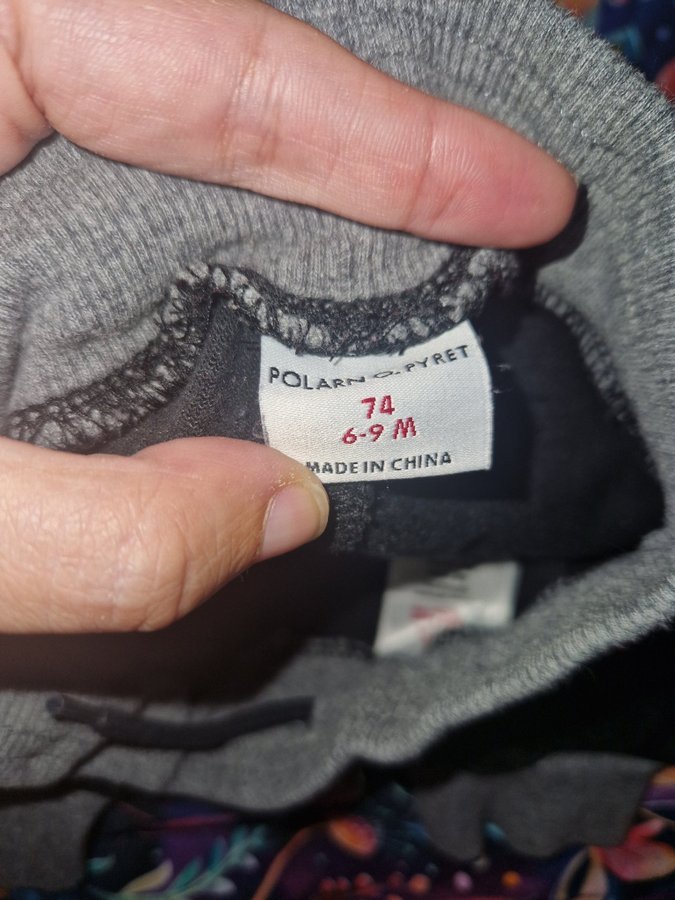 POLARN O. PYRET
74
6-9 M
MADE IN CHINA